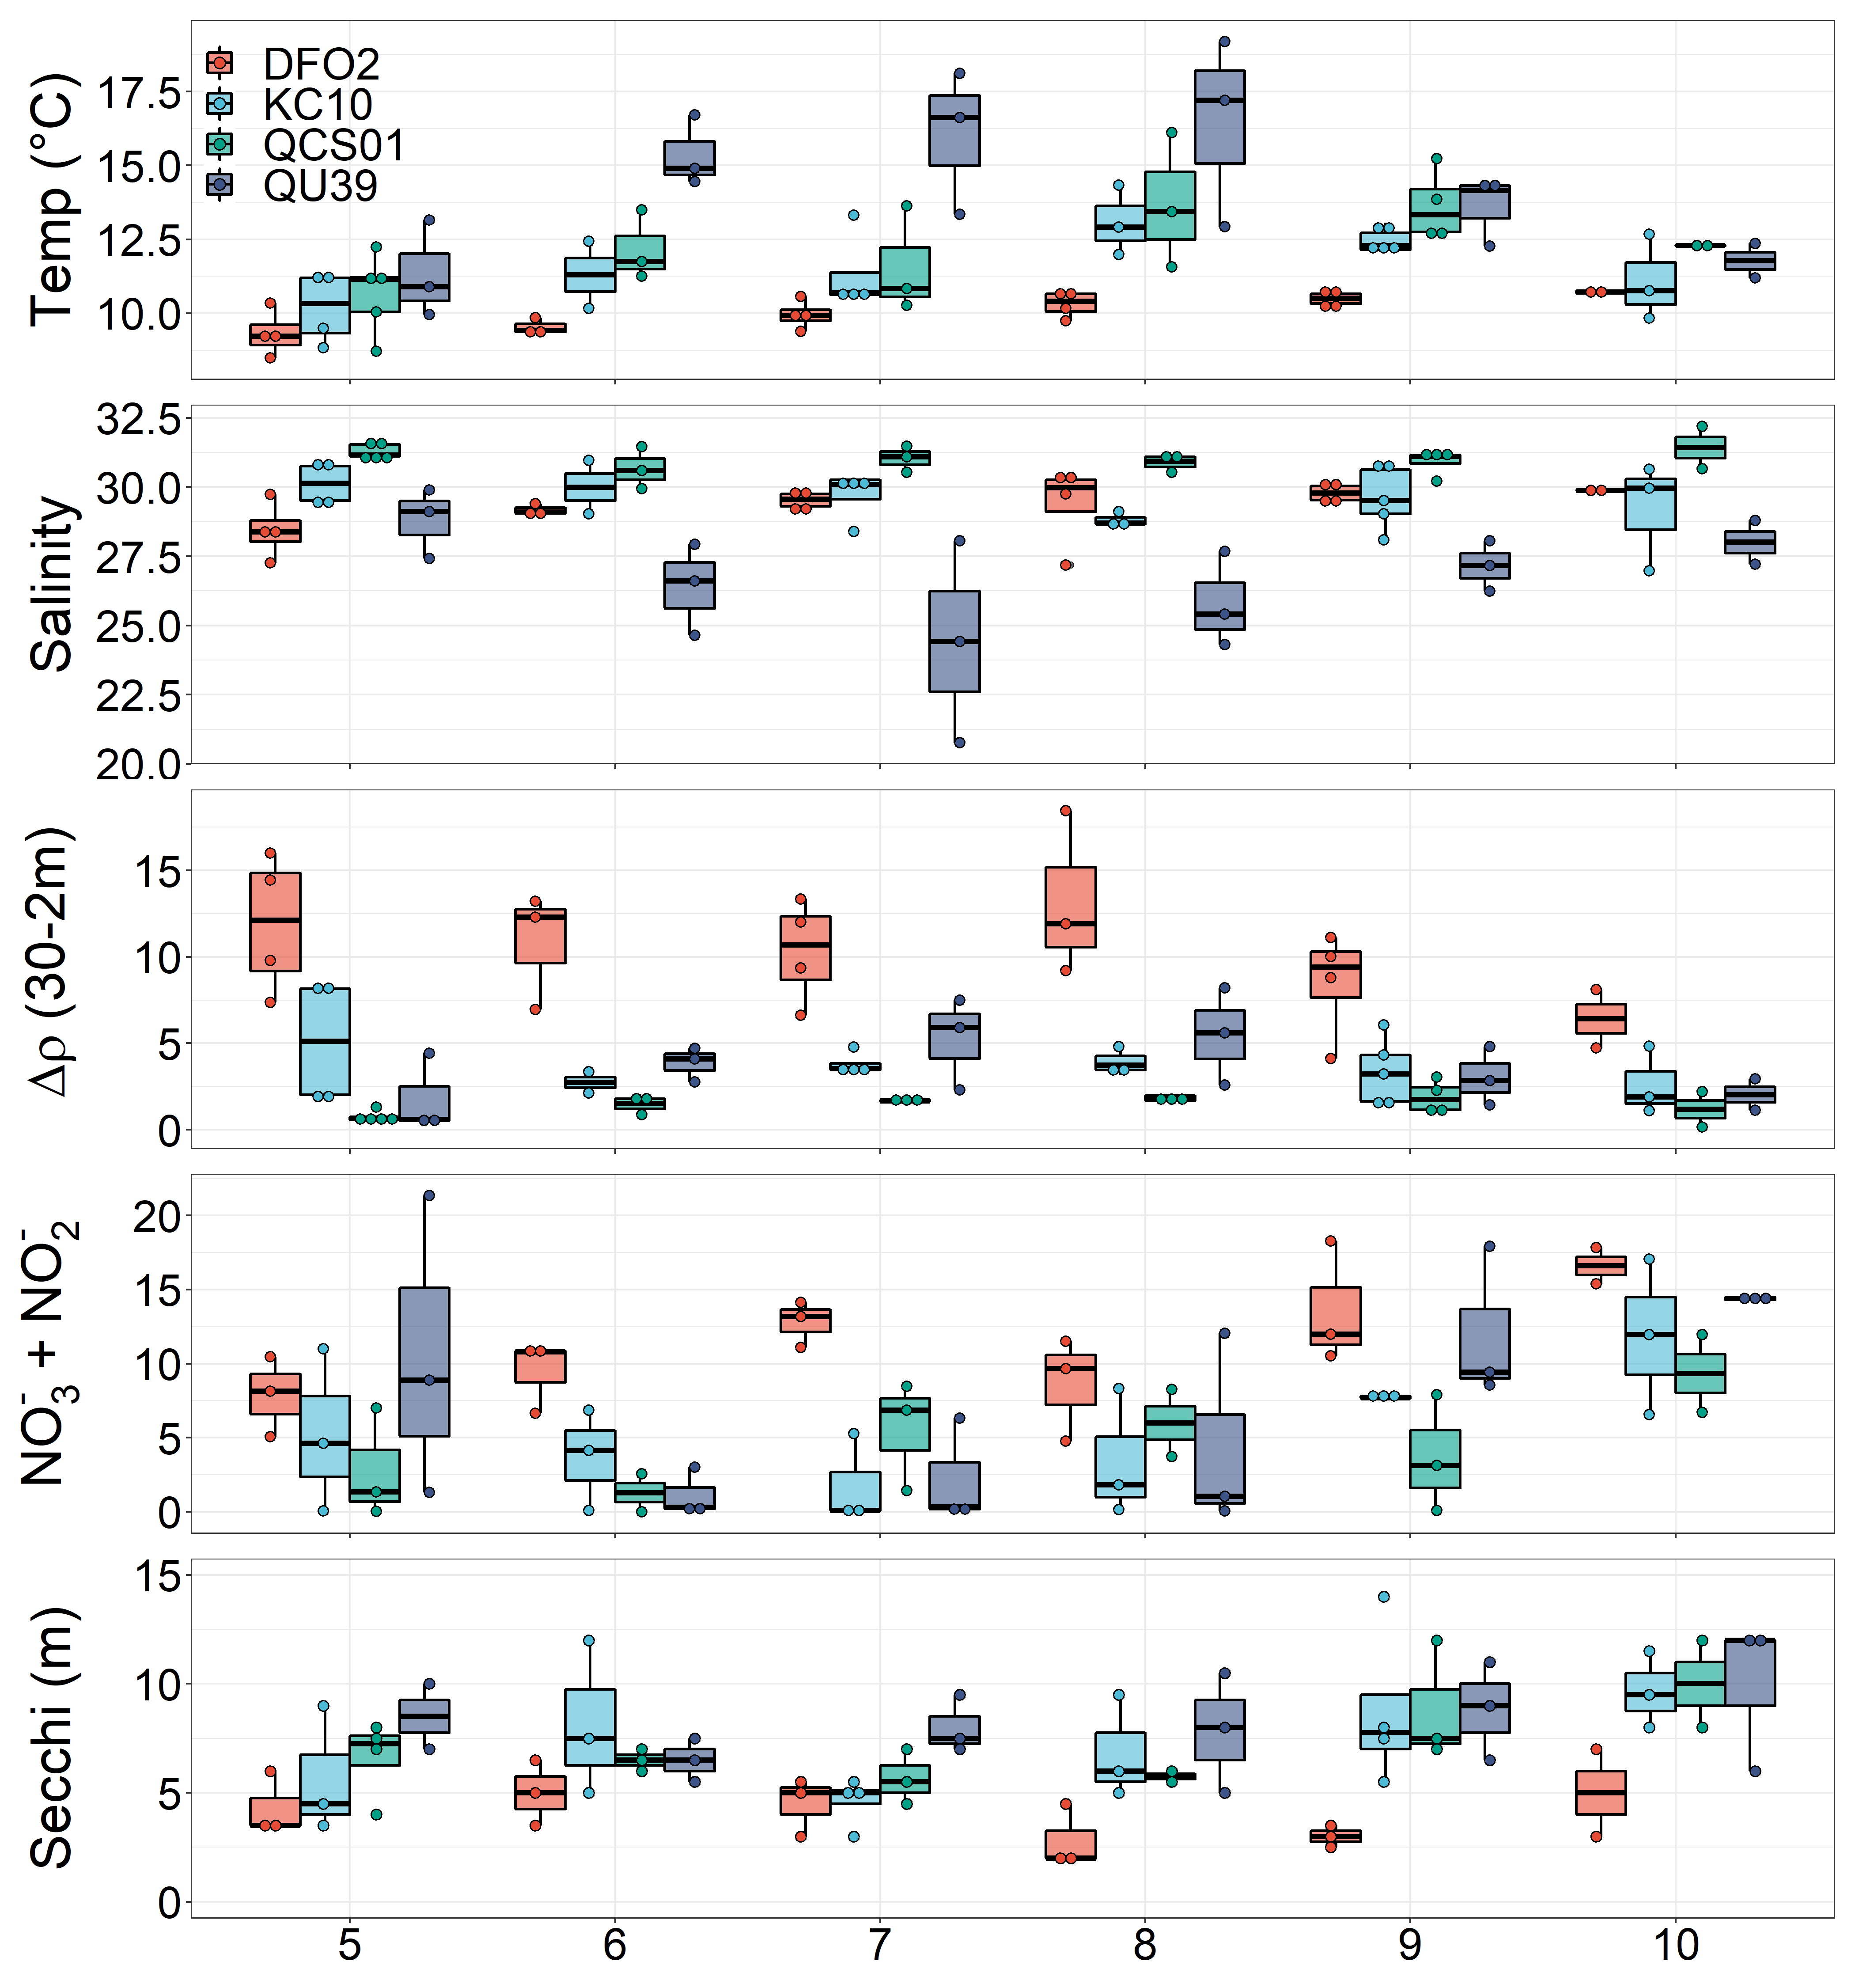 Temp (°C)
17.5
15.0
12.5
10.0
DFO2
KC10
QCS01
QU39
Salinity
32.5
30.0
27.5
25.0
22.5
20.0
Δρ (30-2m)
15
10
5
0
NO₃⁻ + NO₂⁻
20
15
10
5
0
Secchi (m)
15
10
5
0
5 6 7 8 9 10